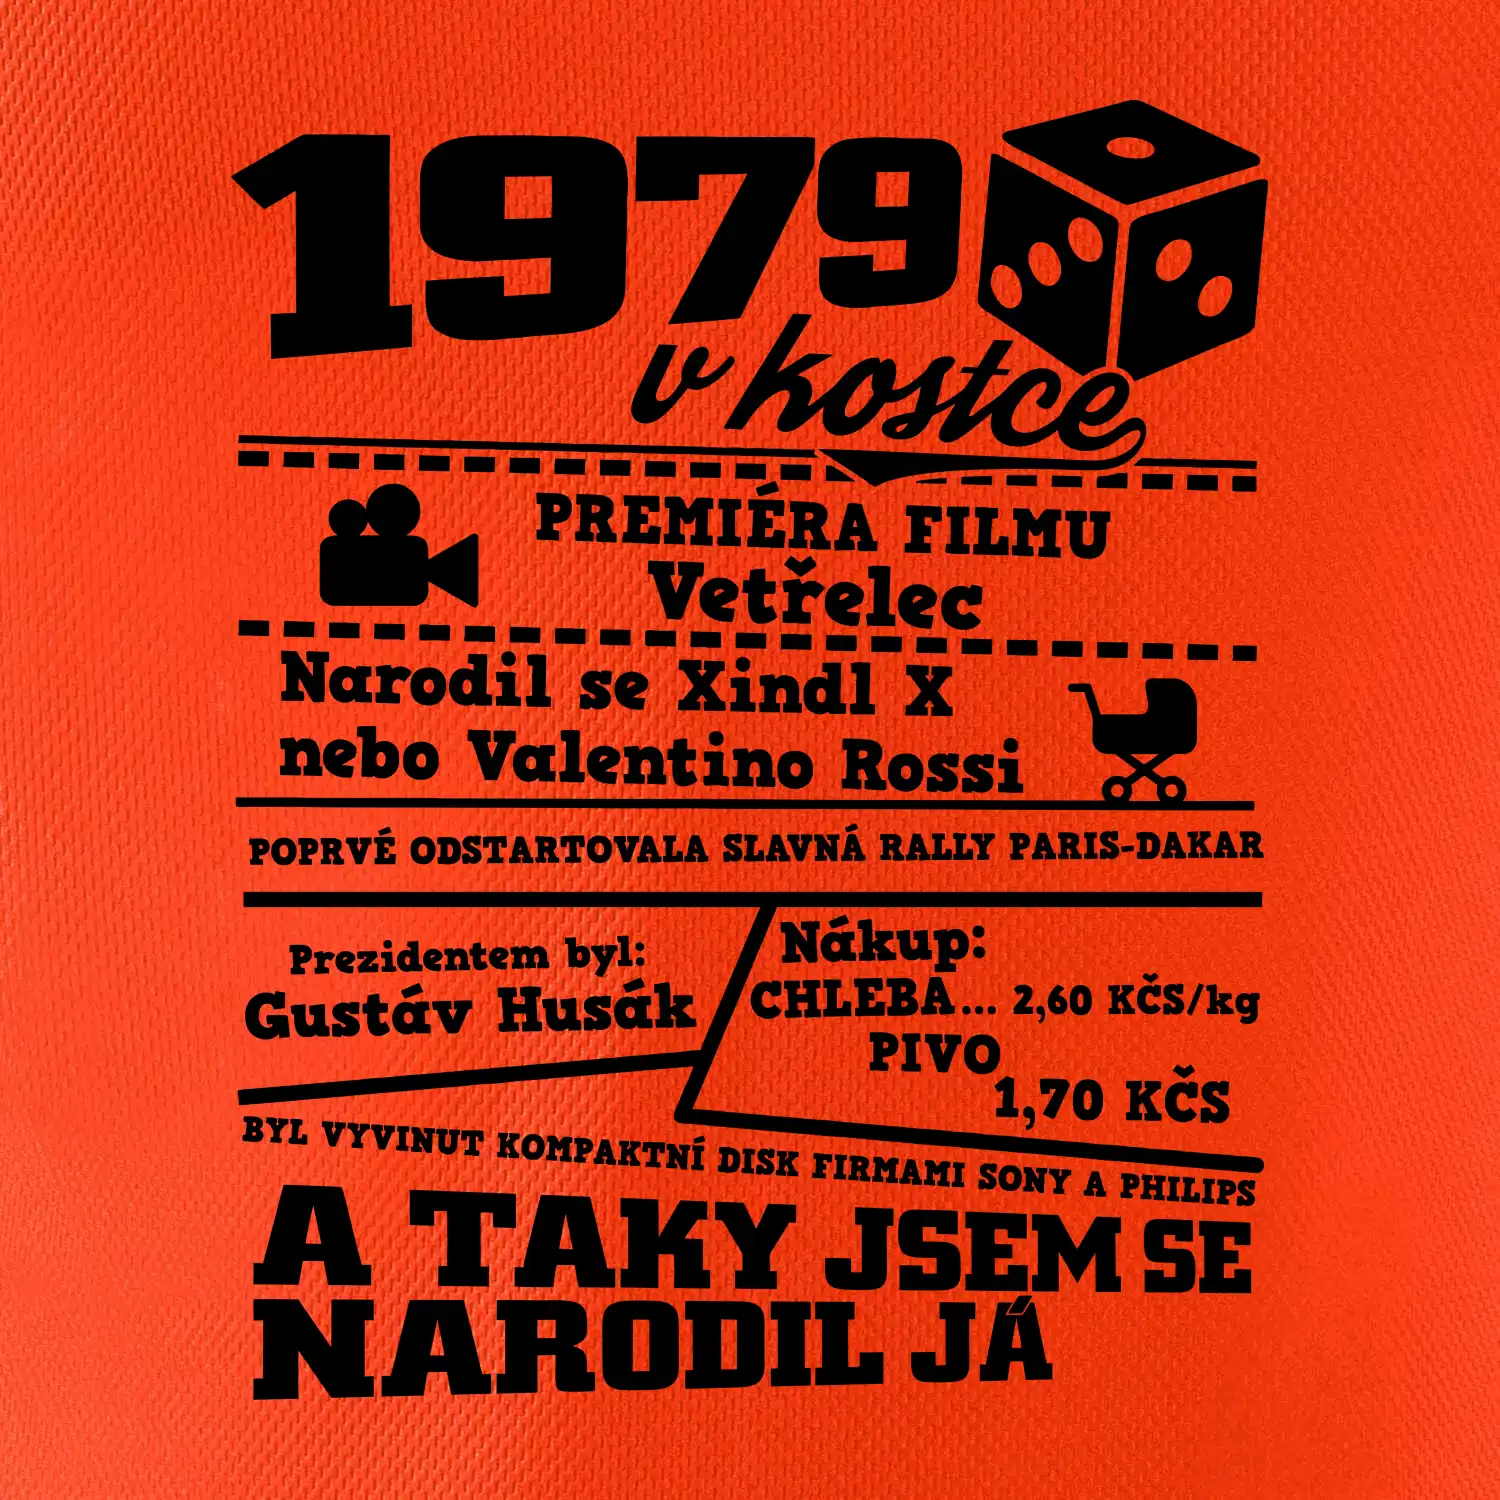 1979
v kostce
PREMIÉRA FILMU
Vetřelec
Narodil se Xindl X
nebo Valentino Rossi
POPRVÉ ODSTARTOVALA SLAVNÁ RALLY PARIS-DAKAR
Prezidentem byl:
Gustáv Husák
Nákup:
CHLEBA... 2,60 KČS/kg
PIVO
1,70 KČS
BYL VYVINUT KOMPAKTNÍ DISK FIRMAMI SONY A PHILIPS
A TAKY JSEM SE
NARODIL JÁ